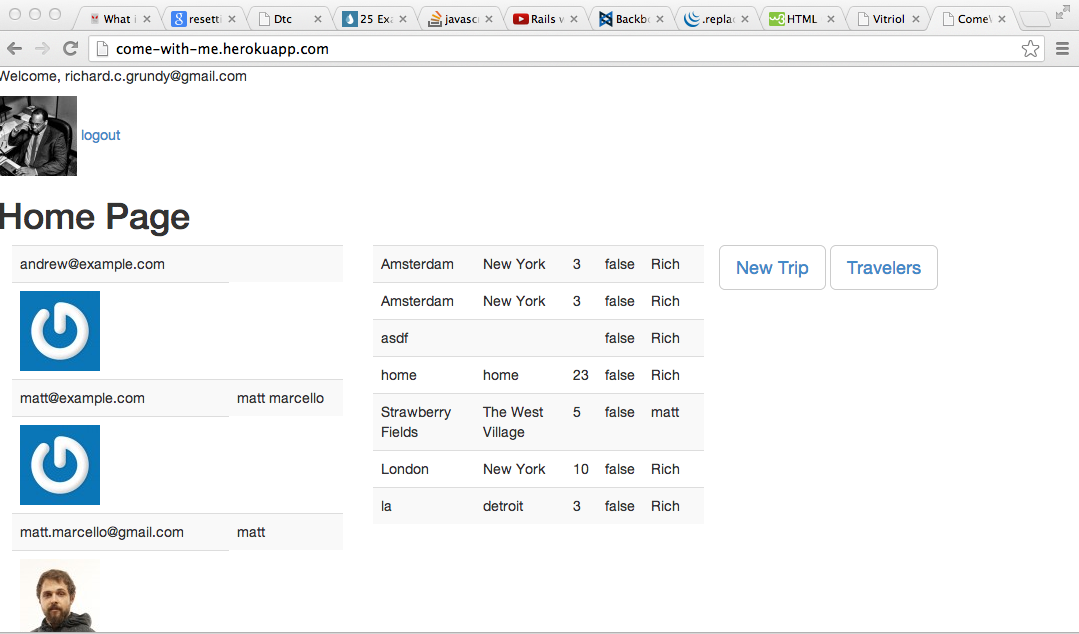 What i
resetti
Dtc
25 Exa
javasc
Rails v
Backbo
.replac
HTML
Vitriol
ComeW
come-with-me.herokuapp.com
Welcome, richard.c.grundy@gmail.com
logout
Home Page
andrew@example.com
matt@example.com matt marcello
matt.marcello@gmail.com matt
Amsterdam New York 3 false Rich
Amsterdam New York 3 false Rich
asdf false Rich
home home 23 false Rich
Strawberry Fields The West Village 5 false matt
London New York 10 false Rich
la detroit 3 false Rich
New Trip
Travelers